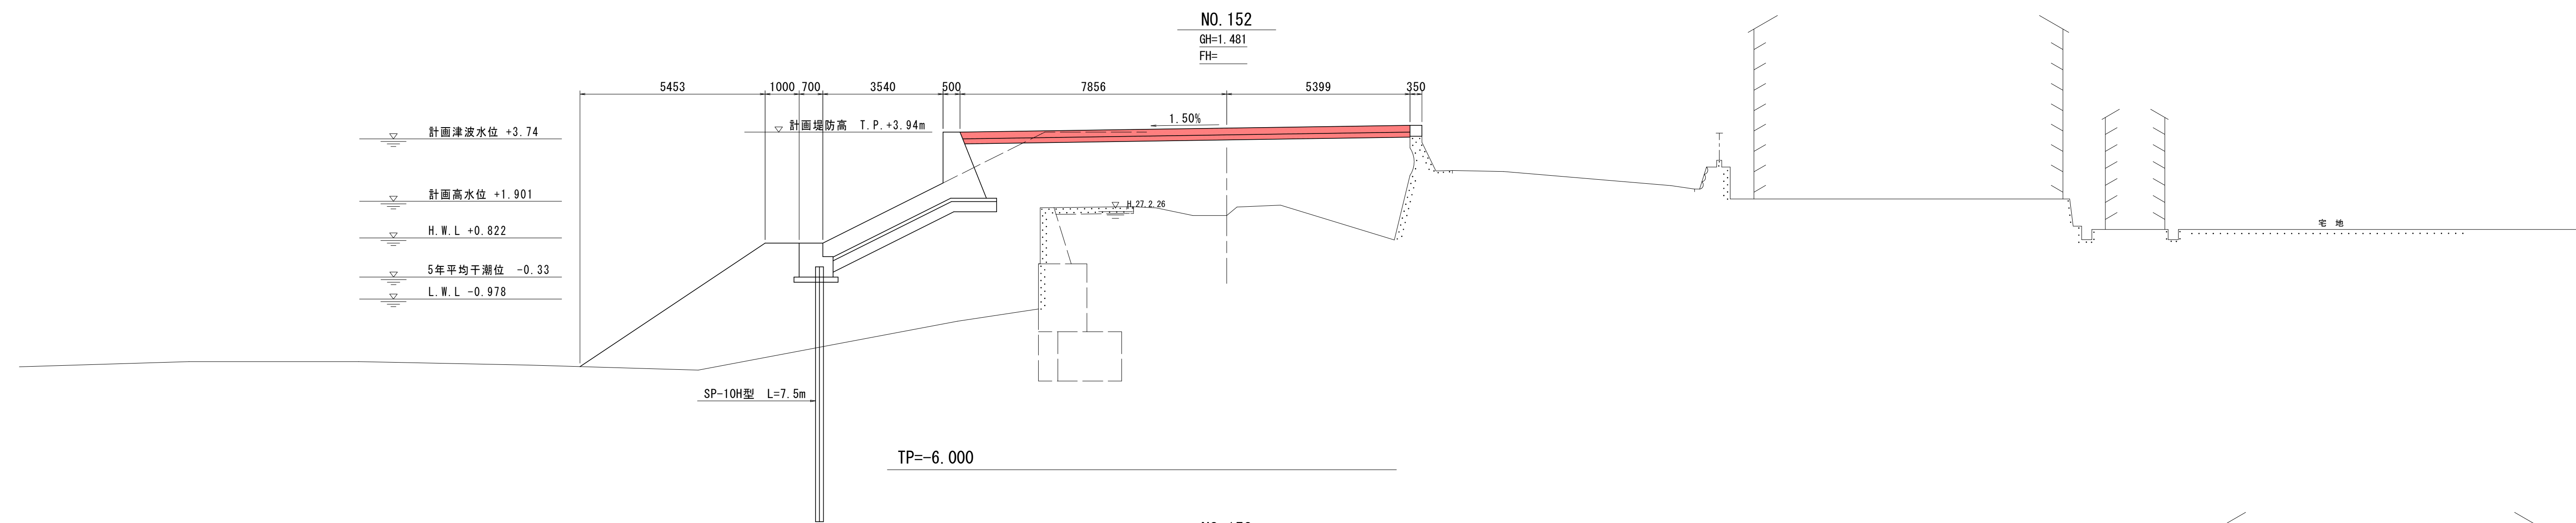 NO.152
GH=1.481
FH=
5453 1000 700 3540 500 7856 5399 350
1.50%
計画堤防高 T.P.+3.94m
計画津波水位 +3.74
計画高水位 +1.901
H.27.2.26
宅 地
H.W.L +0.822
5年平均干潮位 -0.33
L.W.L -0.978
SP-10H型 L=7.5m
TP=-6.000